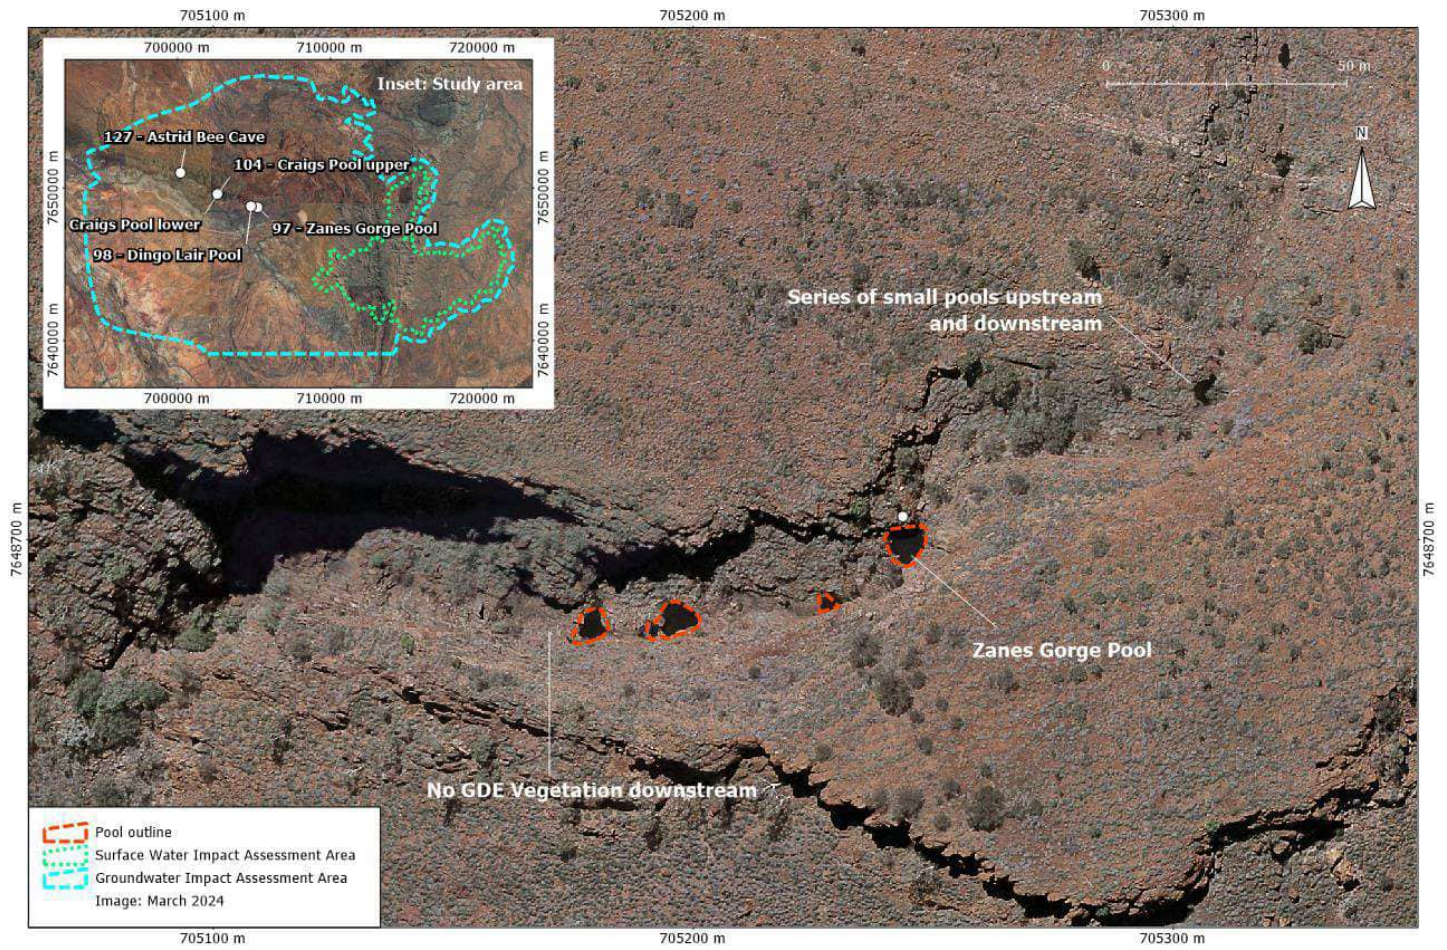 705100 m
705200 m
705300 m
700000 m
710000 m
720000 m
Inset: Study area
127 - Astrid Bee Cave
104 - Craigs Pool upper
Craigs Pool lower
97 - Zanes Gorge Pool
98 - Dingo Lair Pool
7650000 m
7640000 m
7650000 m
7640000 m
700000 m
710000 m
720000 m
0
50 m
N
Series of small pools upstream
and downstream
7648700 m
7648700 m
Zanes Gorge Pool
No GDE Vegetation downstream
Pool outline
Surface Water Impact Assessment Area
Groundwater Impact Assessment Area
Image: March 2024
705100 m
705200 m
705300 m